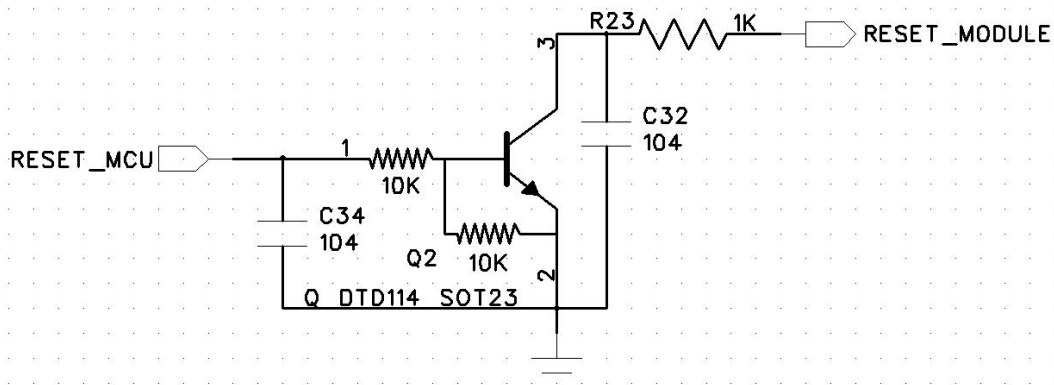 R23 1K RESET_MODULE
3
C32
104
RESET_MCU 1
10K
C34
104
Q2 10K
2
Q DTD114 SOT23